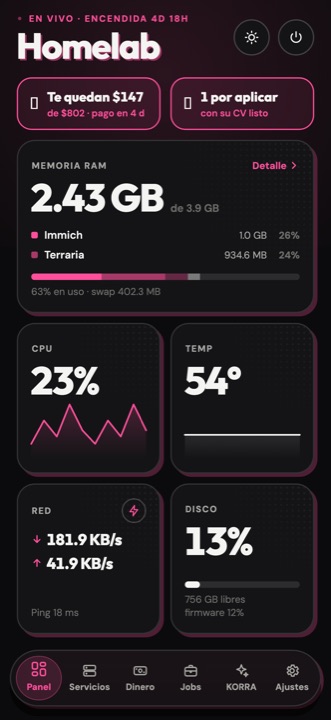 EN VIVO · ENCENDIDA 4D 18H
Homelab
Te quedan $147
de $802 · pago en 4 d
1 por aplicar
con su CV listo
MEMORIA RAM
Detalle
2.43 GB de 3.9 GB
Immich 1.0 GB 26%
Terraria 934.6 MB 24%
63% en uso · swap 402.3 MB
CPU
23%
TEMP
54°
RED
↓ 181.9 KB/s
↑ 41.9 KB/s
Ping 18 ms
DISCO
13%
756 GB libres
firmware 12%
Panel Servicios Dinero Jobs KORRA Ajustes